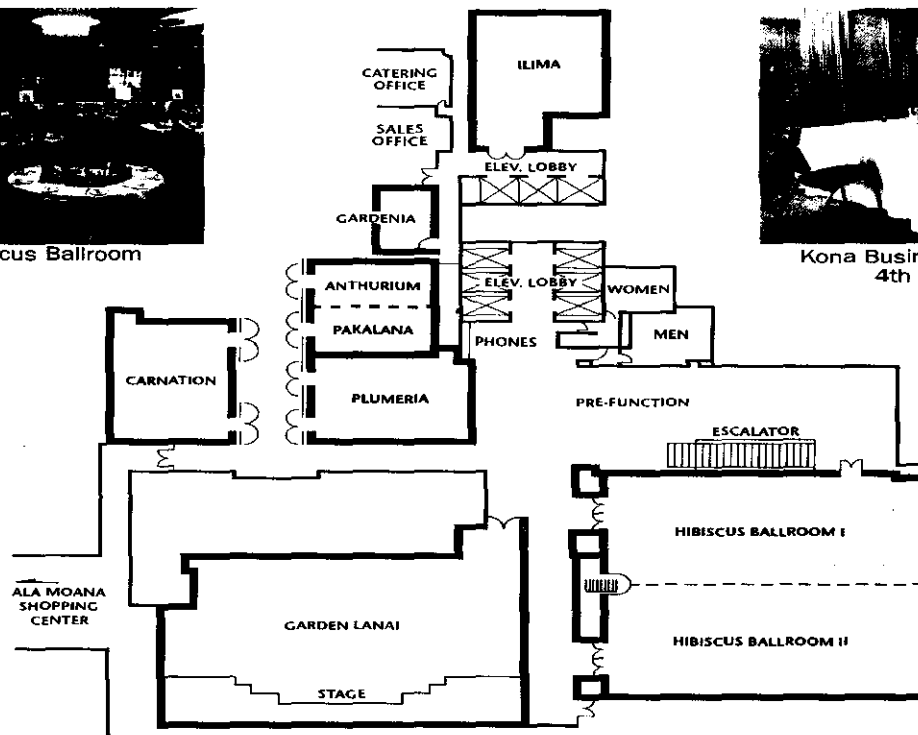 ILIMA
CATERING
OFFICE
SALES
OFFICE
ELEV. LOBBY
GARDENIA
cus Ballroom
Kona Busin
4th
ANTHURIUM
ELEV. LOBBY
WOMEN
PAKALANA
PHONES
MEN
CARNATION
PLUMERIA
PRE-FUNCTION
ESCALATOR
HIBISCUS BALLROOM I
ALA MOANA
SHOPPING
CENTER
GARDEN LANAI
HIBISCUS BALLROOM II
STAGE